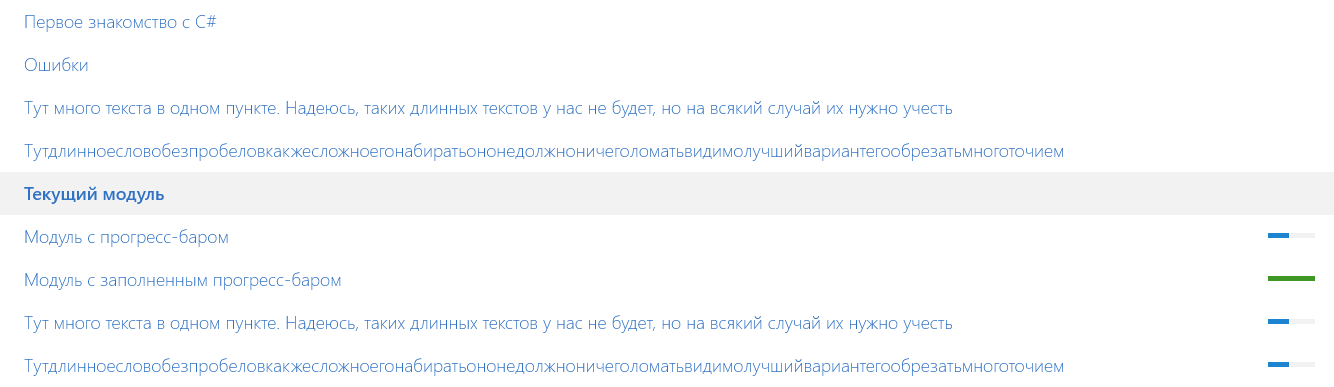 Первое знакомство с C#
Ошибки
Тут много текста в одном пункте. Надеюсь, таких длинных текстов у нас не будет, но на всякий случай их нужно учесть
Тутдлинноесловобезпробеловкакжесложноегонабиратьононедолжноничеголоматьвидимолучшийвариантегообрезатьмноготочием
Текущий модуль
Модуль с прогресс-баром
Модуль с заполненным прогресс-баром
Тут много текста в одном пункте. Надеюсь, таких длинных текстов у нас не будет, но на всякий случай их нужно учесть
Тутдлинноесловобезпробеловкакжесложноегонабиратьононедолжноничеголоматьвидимолучшийвариантегообрезатьмноготочием